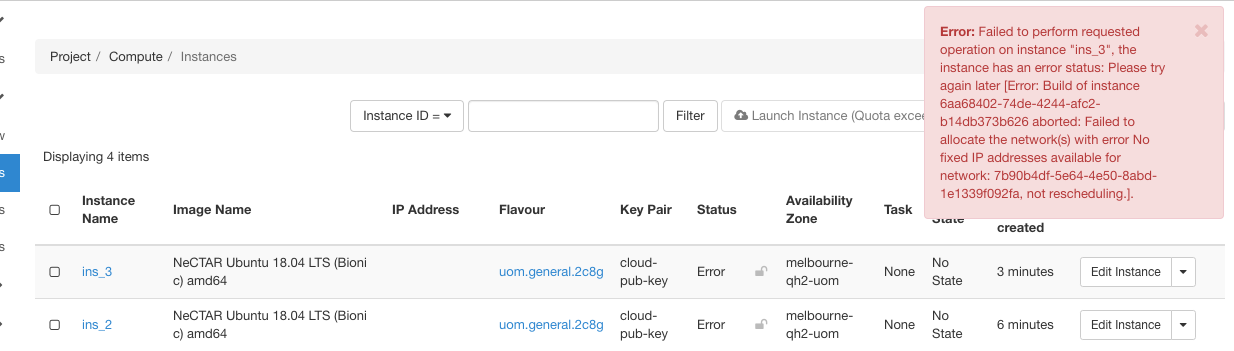 Error: Failed to perform requested
operation on instance "ins_3", the
instance has an error status: Please try
again later [Error: Build of instance
6aa68402-74de-4244-afc2-
b14db373b626 aborted: Failed to
allocate the network(s) with error No
fixed IP addresses available for
network: 7b90b4df-5e64-4e50-8abd-
1e1339f092fa, not rescheduling.].
Project / Compute / Instances
Instance ID = Filter Launch Instance (Quota excee
Displaying 4 items
Instance Name Image Name IP Address Flavour Key Pair Status Availability Zone Task State created
ins_3 NeCTAR Ubuntu 18.04 LTS (Bioni c) amd64 uom.general.2c8g cloud-pub-key Error melbourne-qh2-uom None No State 3 minutes Edit Instance
ins_2 NeCTAR Ubuntu 18.04 LTS (Bioni c) amd64 uom.general.2c8g cloud-pub-key Error melbourne-qh2-uom None No State 6 minutes Edit Instance